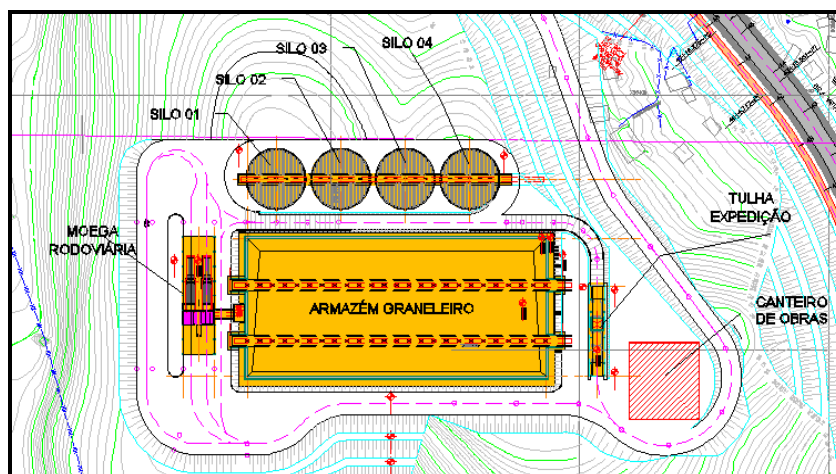 SILO 04
SILO 03
SILO 02
SILO 01
MOEGA
RODOVIÁRIA
TULHA
EXPEDIÇÃO
ARMAZÉM GRANELEIRO
CANTEIRO
DE OBRAS